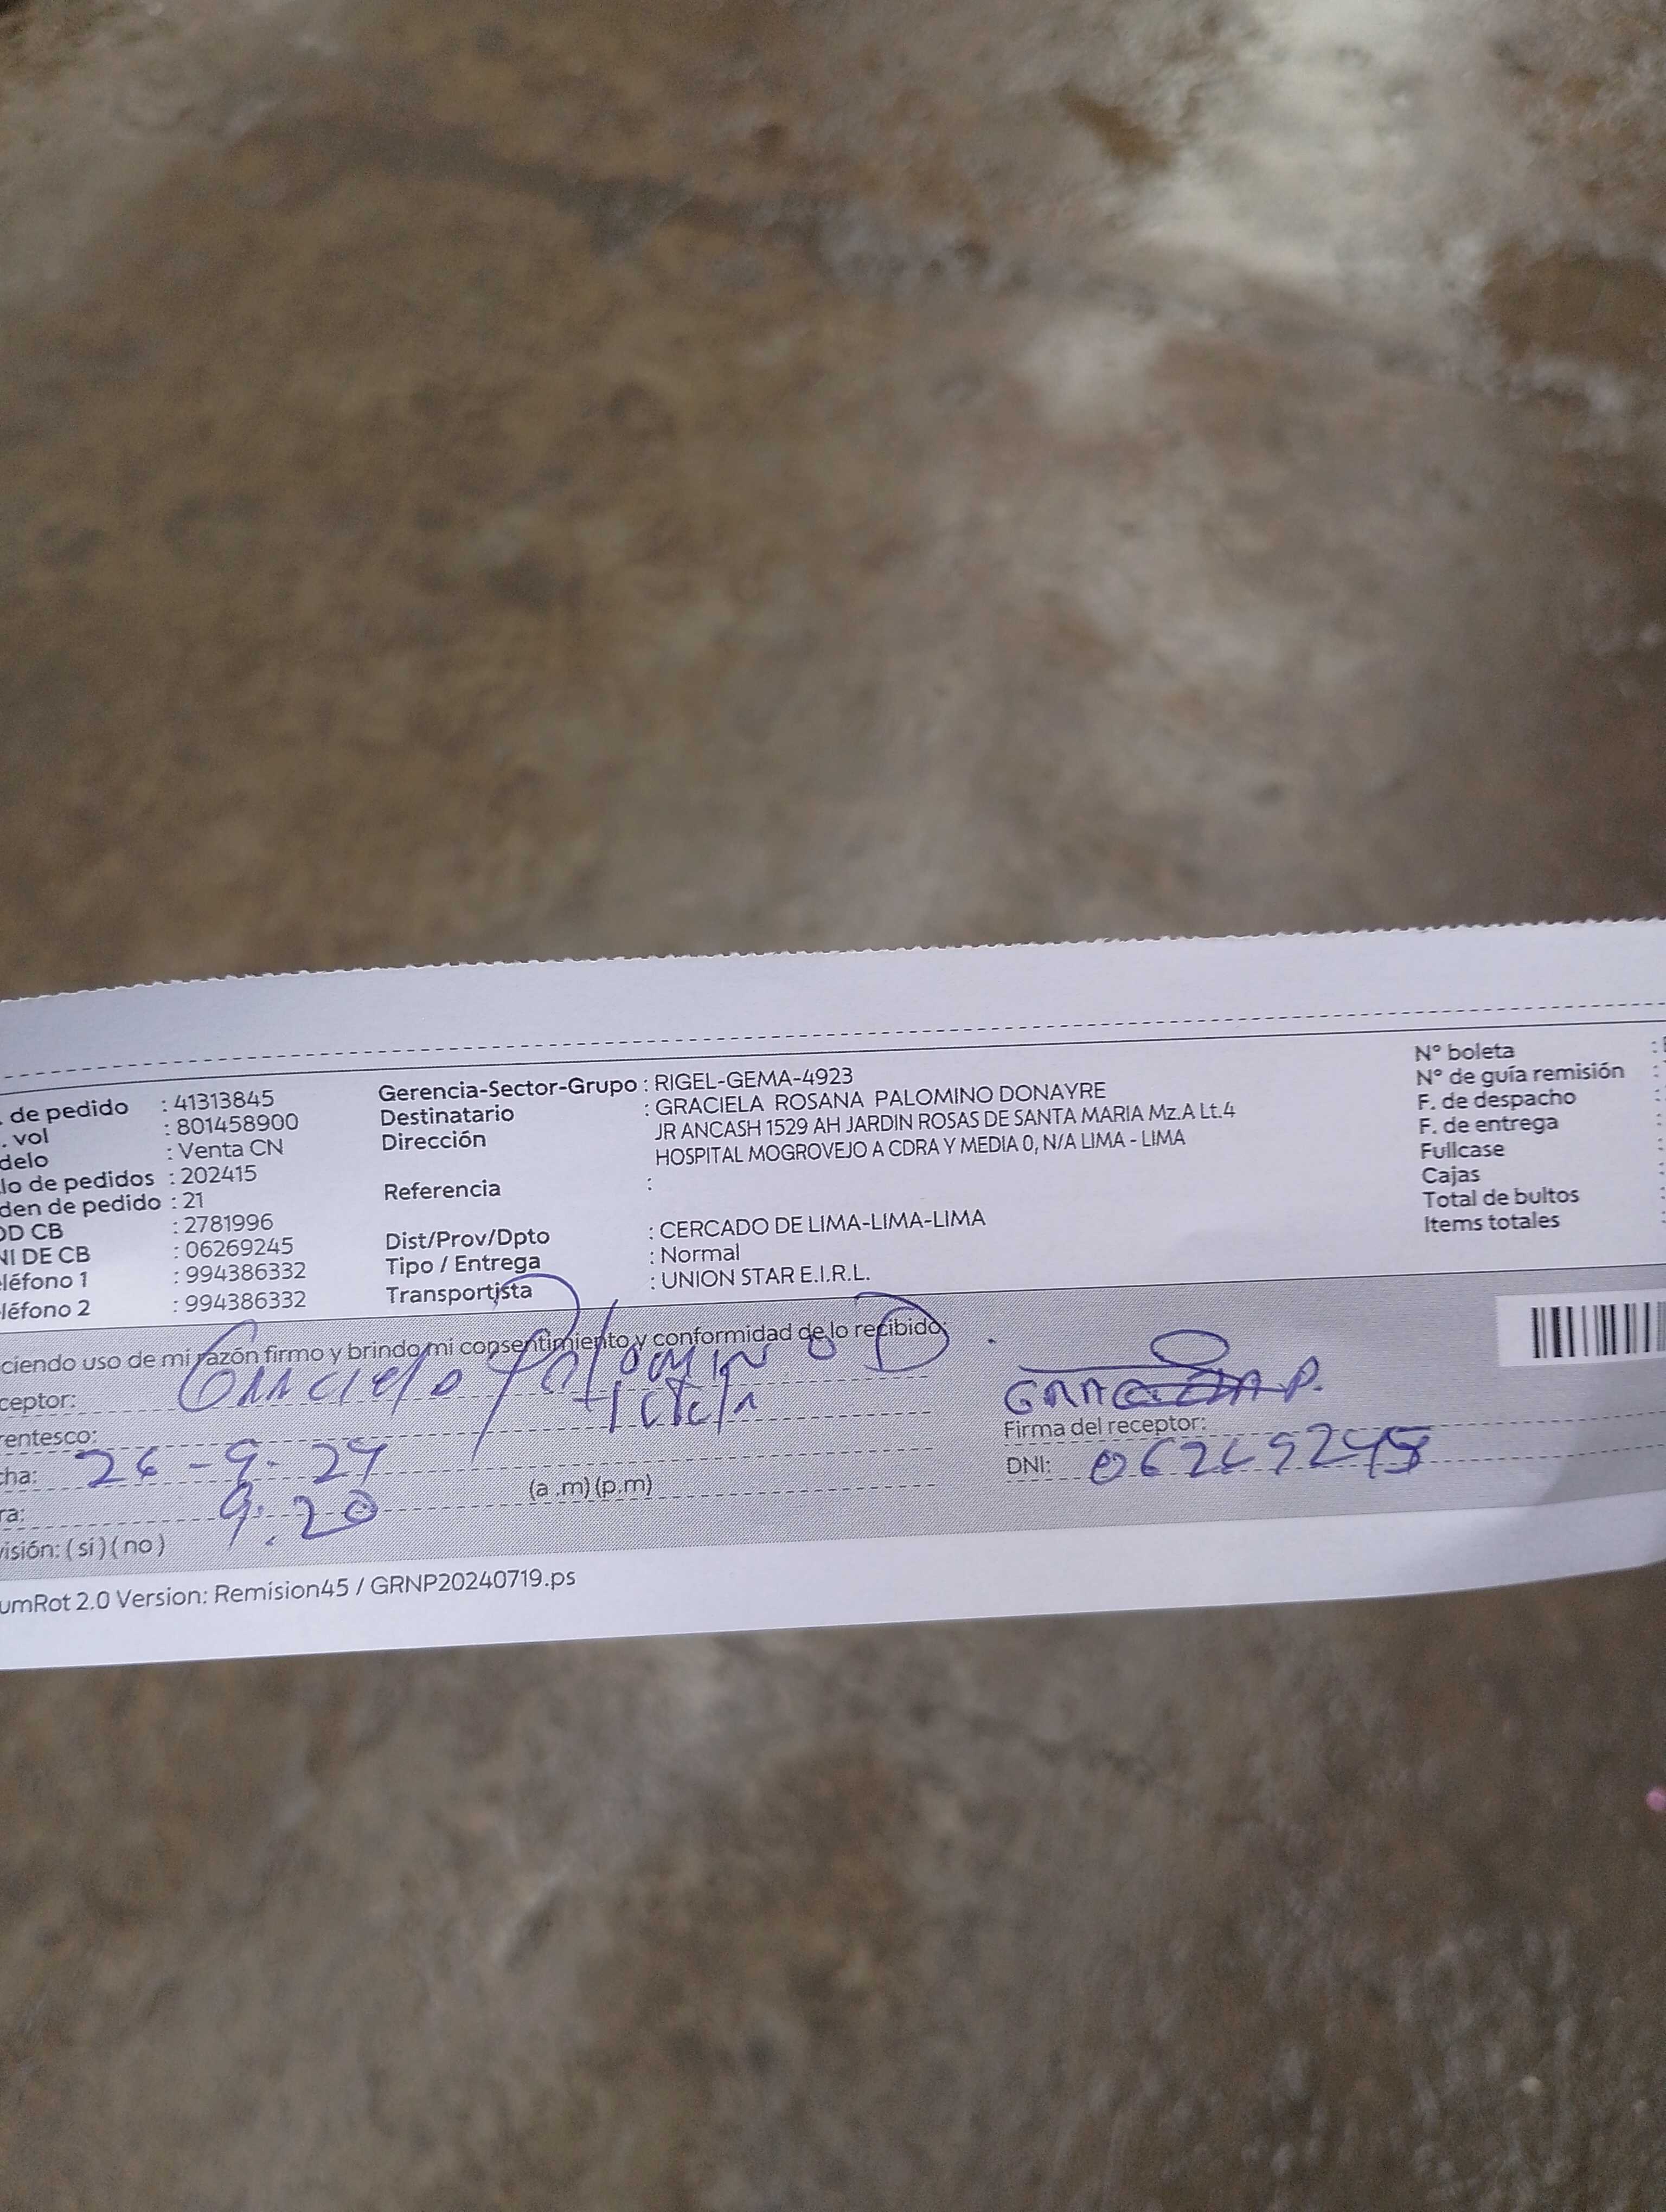 . de pedido : 41313845
. vol : 801458900
delo : Venta CN
lo de pedidos : 202415
den de pedido : 21
OD CB : 2781996
NI DE CB : 06269245
léfono 1 : 994386332
léfono 2 : 994386332
Gerencia-Sector-Grupo : RIGEL-GEMA-4923
Destinatario : GRACIELA ROSANA PALOMINO DONAYRE
Dirección JR ANCASH 1529 AH JARDIN ROSAS DE SANTA MARIA Mz.A Lt.4
HOSPITAL MOGROVEJO A CDRA Y MEDIA 0, N/A LIMA - LIMA
Referencia :
Dist/Prov/Dpto : CERCADO DE LIMA-LIMA-LIMA
Tipo / Entrega : Normal
Transportista : UNION STAR E.I.R.L.
N° boleta :
N° de guía remisión :
F. de despacho :
F. de entrega :
Fullcase
Cajas :
Total de bultos :
Items totales :
ciendo uso de mi razón firmo y brindo mi consentimiento y conformidad de lo recibido:
ceptor: Graciela Palomino D.
rentesco:
cha: 26-9-24
ra: 9:20 (a.m) (p.m)
visión: ( si ) ( no )
Firma del receptor:
DNI: 06269245
umRot 2.0 Version: Remision45 / GRNP20240719.ps